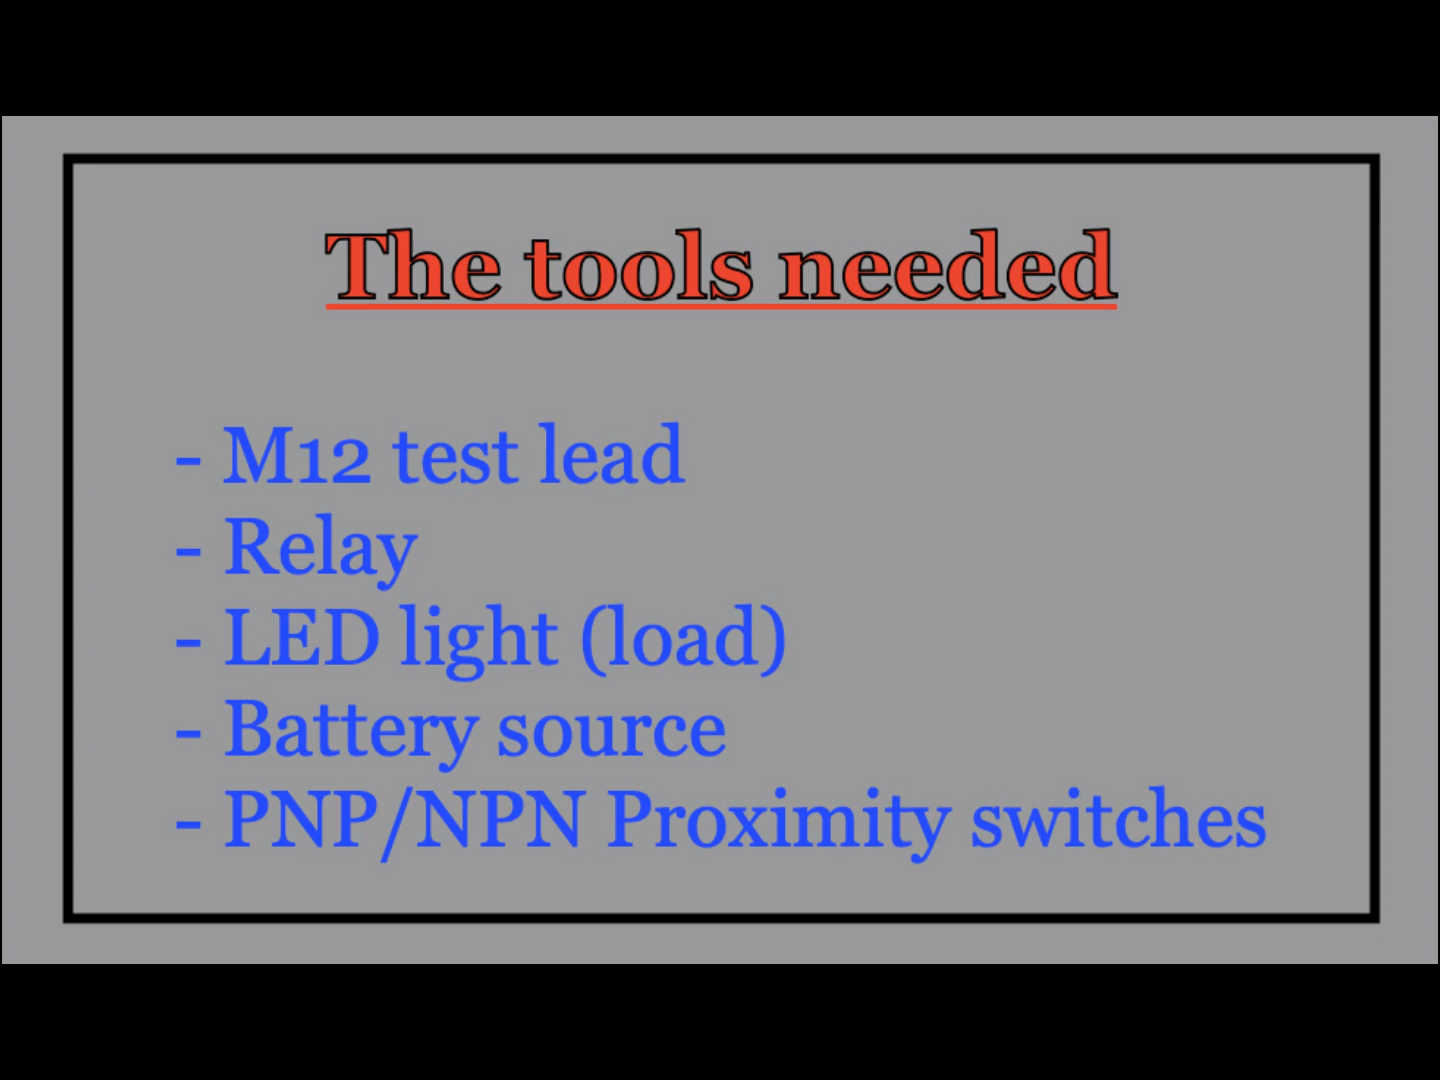 The tools needed
- M12 test lead
- Relay
- LED light (load)
- Battery source
- PNP/NPN Proximity switches